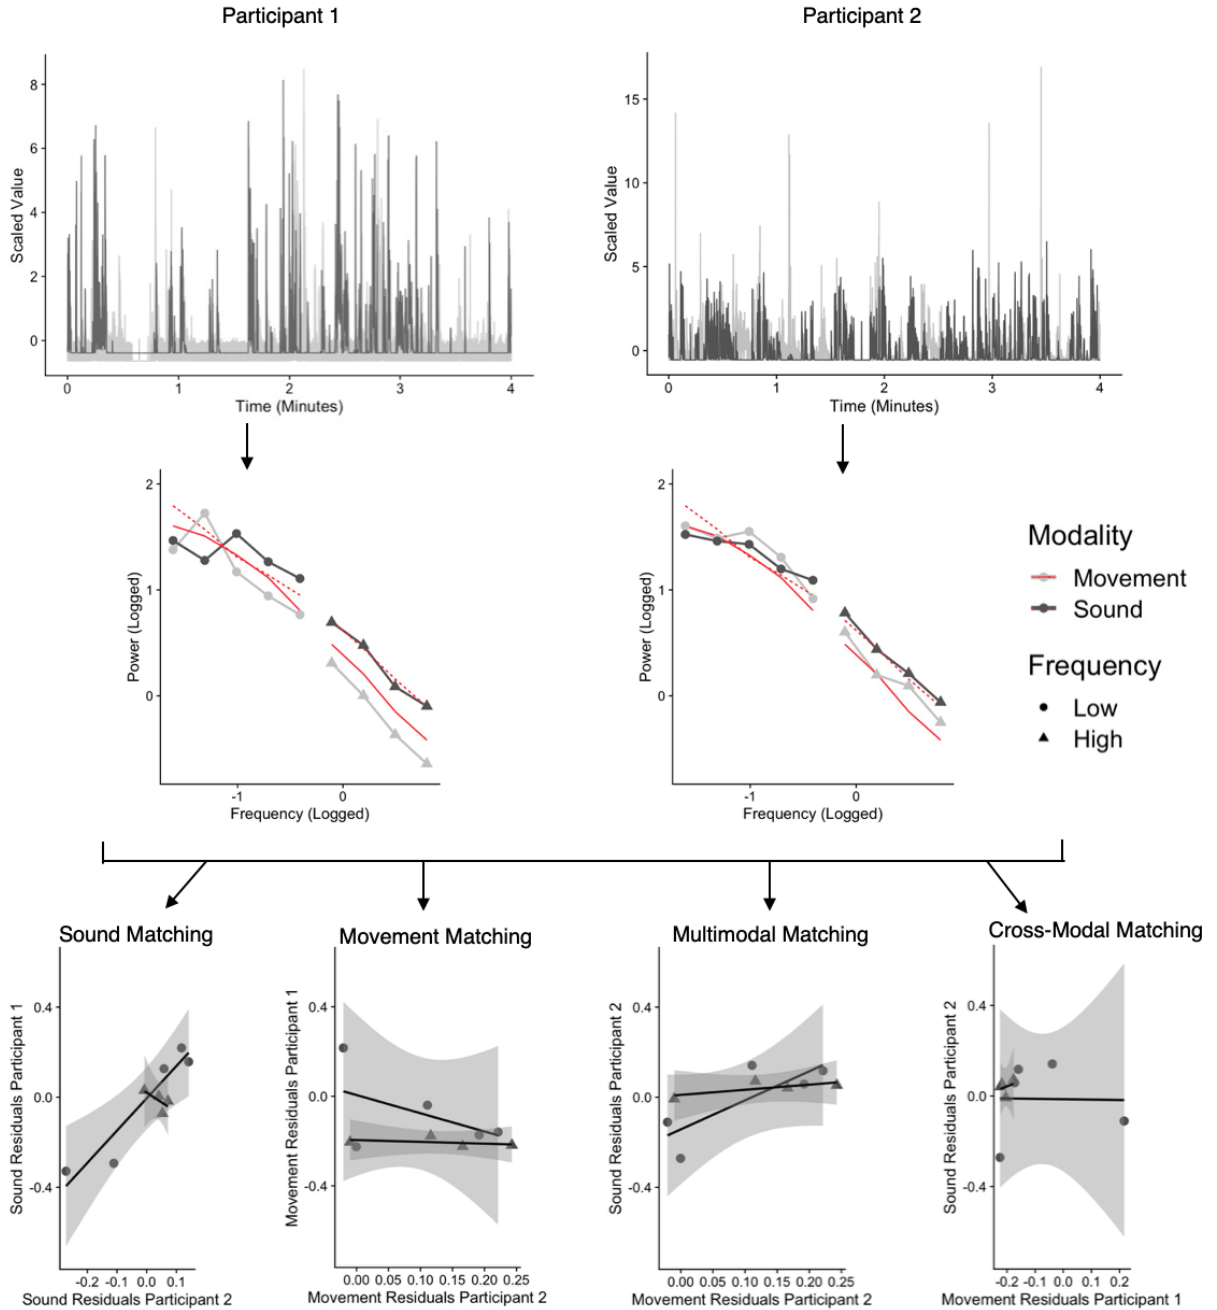 Participant 1
Participant 2
Scaled Value
8
6
4
2
0
0 1 2 3 4
Time (Minutes)
Scaled Value
15
10
5
0
0 1 2 3 4
Time (Minutes)
Power (Logged)
2
1
0
-1 0
Frequency (Logged)
Power (Logged)
2
1
0
-1 0
Frequency (Logged)
Modality
Movement
Sound
Frequency
Low
High
Sound Matching
Sound Residuals Participant 1
0.4
0.0
-0.4
-0.2 -0.1 0.0 0.1
Sound Residuals Participant 2
Movement Matching
Movement Residuals Participant 1
0.4
0.0
-0.4
0.00 0.05 0.10 0.15 0.20 0.25
Movement Residuals Participant 2
Multimodal Matching
Sound Residuals Participant 2
0.4
0.0
-0.4
0.00 0.05 0.10 0.15 0.20 0.25
Movement Residuals Participant 2
Cross-Modal Matching
Sound Residuals Participant 2
0.4
0.0
-0.4
-0.2 -0.1 0.0 0.1 0.2
Movement Residuals Participant 1